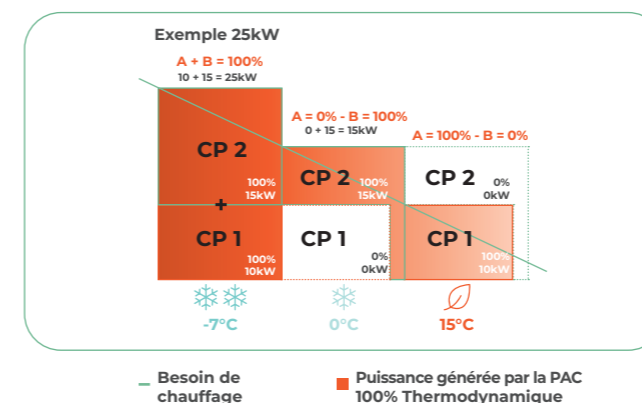 Exemple 25kW
A + B = 100%
10 + 15 = 25kW
A = 0% - B = 100%
0 + 15 = 15kW
A = 100% - B = 0%
CP 2
100%
15kW
CP 2
100%
15kW
CP 2
0%
0kW
+
CP 1
100%
10kW
CP 1
0%
0kW
CP 1
100%
10kW
-7°C
0°C
15°C
Besoin de
chauffage
Puissance générée par la PAC
100% Thermodynamique